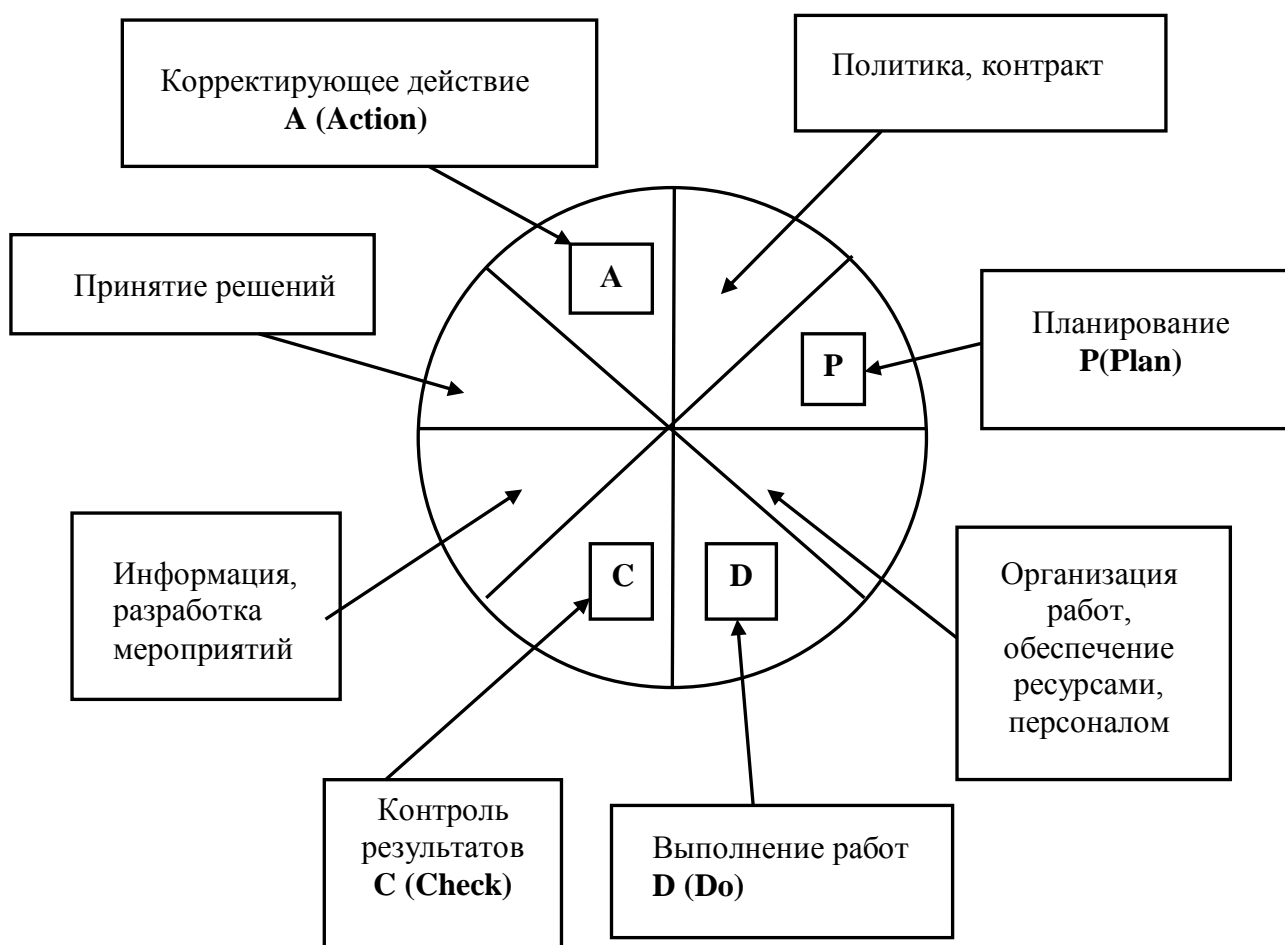 Корректирующее действие
A (Action)
Политика, контракт
Принятие решений
A
Планирование
P(Plan)
P
Информация,
разработка
мероприятий
C
D
Организация
работ,
обеспечение
ресурсами,
персоналом
Контроль
результатов
C (Check)
Выполнение работ
D (Do)